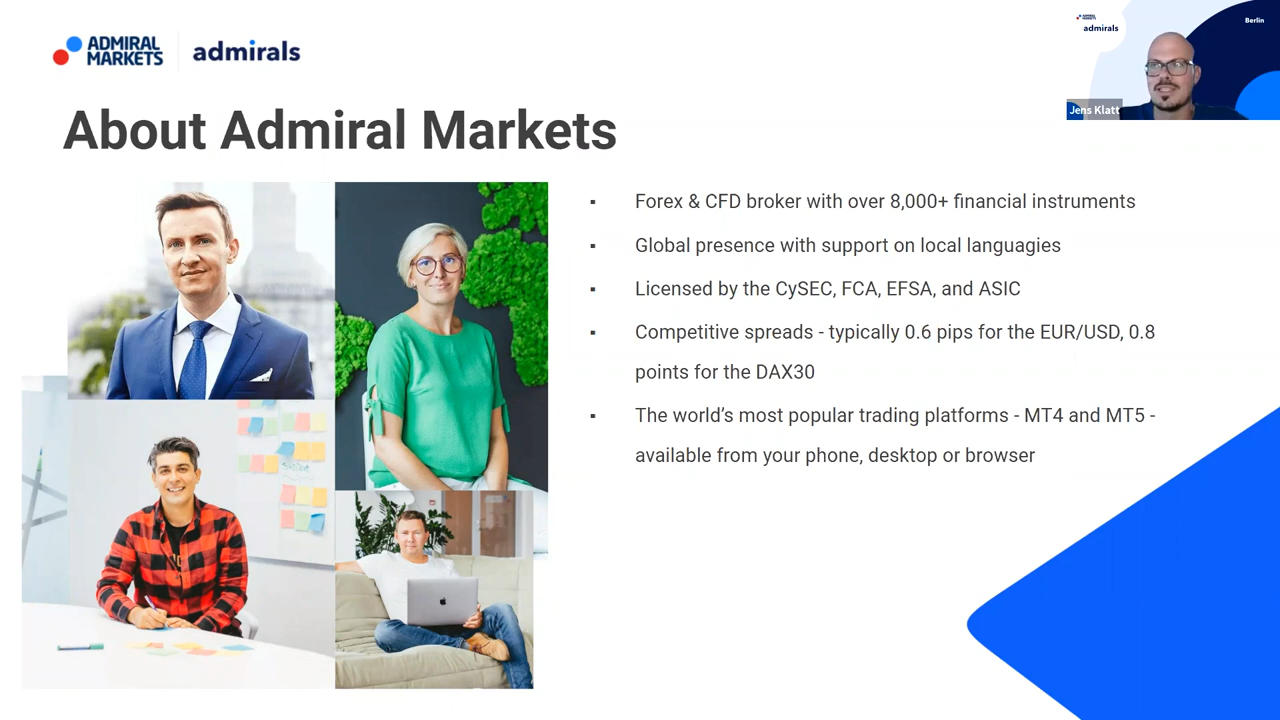 ADMIRAL
MARKETS
admirals
admirals
Berlin
Jens Klatt
About Admiral Markets
▪ Forex & CFD broker with over 8,000+ financial instruments
▪ Global presence with support on local languagies
▪ Licensed by the CySEC, FCA, EFSA, and ASIC
▪ Competitive spreads - typically 0.6 pips for the EUR/USD, 0.8
points for the DAX30
▪ The world’s most popular trading platforms - MT4 and MT5 -
available from your phone, desktop or browser